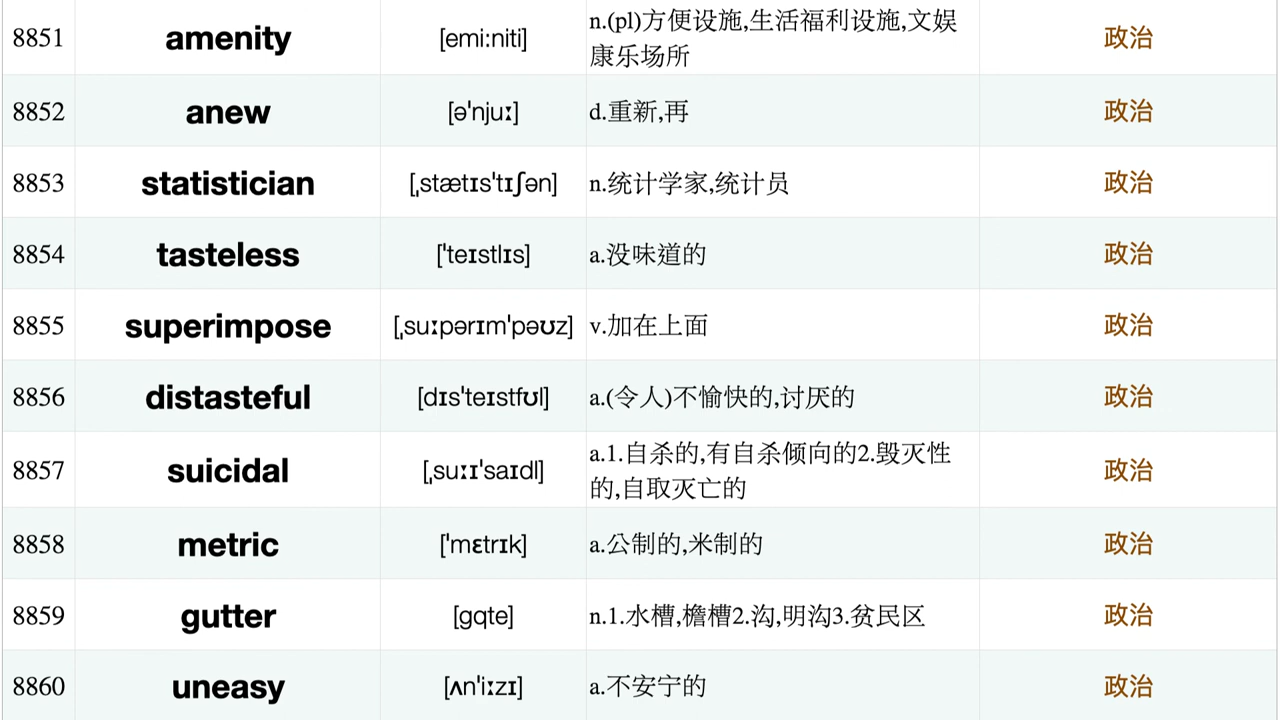 8851 amenity [emi:niti] n.(pl)方便设施,生活福利设施,文娱 政治
康乐场所
8852 anew [ə'njuː] d.重新,再 政治
8853 statistician [ˌstætɪs'tɪʃən] n.统计学家,统计员 政治
8854 tasteless ['teɪstlɪs] a.没味道的 政治
8855 superimpose [ˌsuːpərɪm'pəʊz] v.加在上面 政治
8856 distasteful [dɪs'teɪstfʊl] a.(令人)不愉快的,讨厌的 政治
8857 suicidal [ˌsuːɪ'saɪdl] a.1.自杀的,有自杀倾向的2.毁灭性 政治
的,自取灭亡的
8858 metric ['mɛtrɪk] a.公制的,米制的 政治
8859 gutter [gqte] n.1.水槽,檐槽2.沟,明沟3.贫民区 政治
8860 uneasy [ʌn'iːzɪ] a.不安宁的 政治